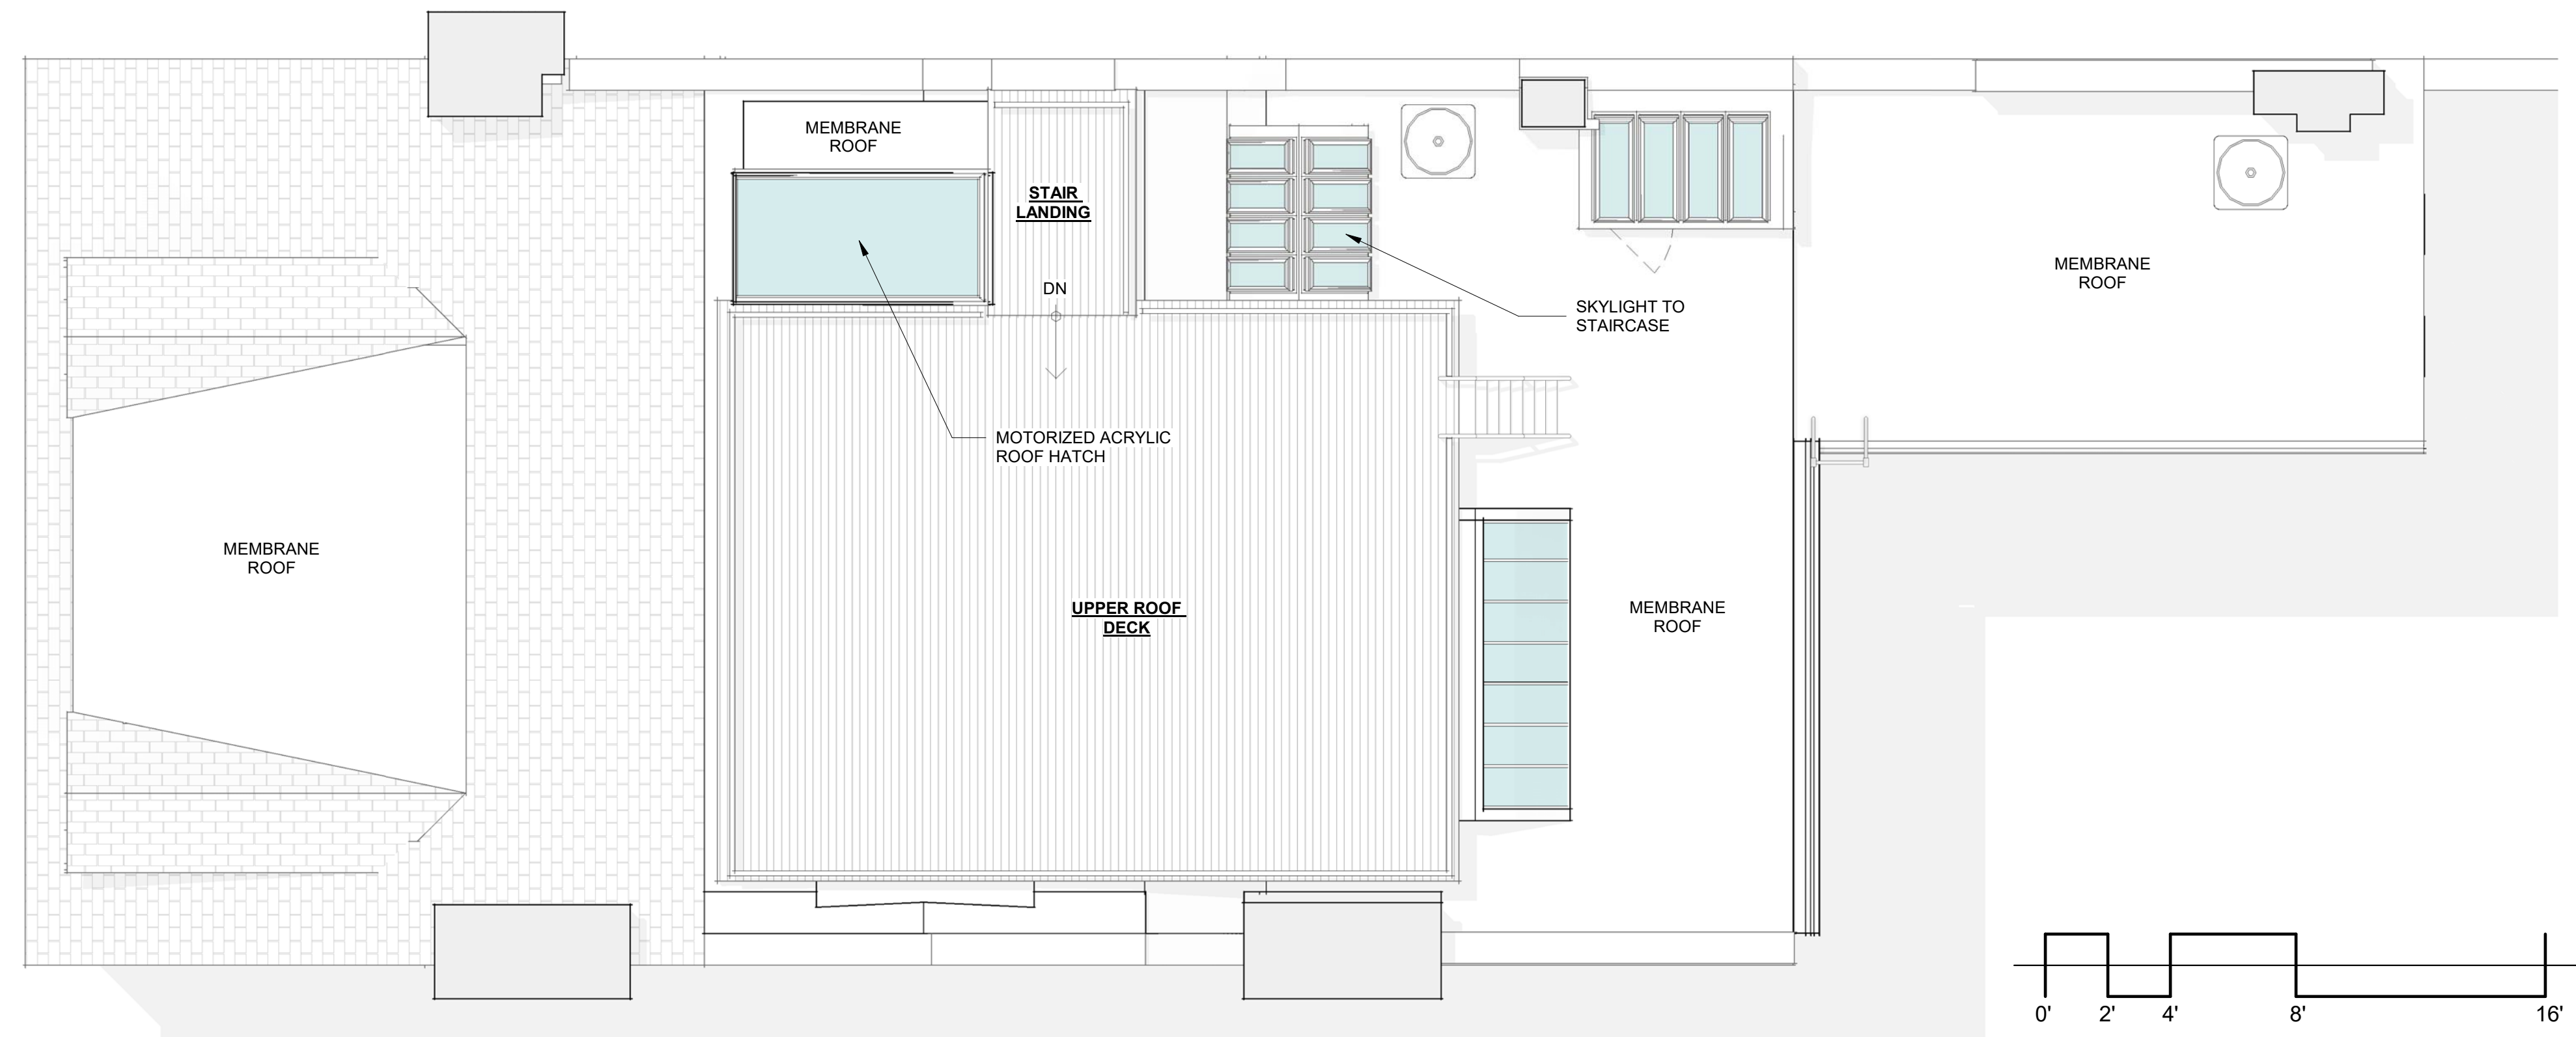 MEMBRANE
ROOF
STAIR
LANDING
DN
MOTORIZED ACRYLIC
ROOF HATCH
SKYLIGHT TO
STAIRCASE
MEMBRANE
ROOF
MEMBRANE
ROOF
UPPER ROOF
DECK
MEMBRANE
ROOF
0' 2' 4' 8' 16'